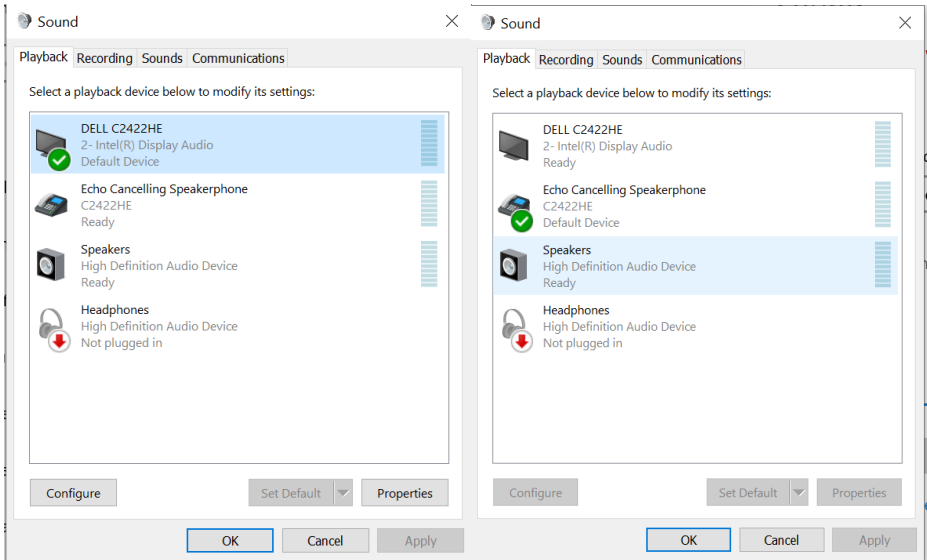 Sound
Playback Recording Sounds Communications
Select a playback device below to modify its settings:
DELL C2422HE
2- Intel(R) Display Audio
Default Device
Echo Cancelling Speakerphone
C2422HE
Ready
Speakers
High Definition Audio Device
Ready
Headphones
High Definition Audio Device
Not plugged in
Configure Set Default Properties
OK Cancel Apply
Sound
Playback Recording Sounds Communications
Select a playback device below to modify its settings:
DELL C2422HE
2- Intel(R) Display Audio
Ready
Echo Cancelling Speakerphone
C2422HE
Default Device
Speakers
High Definition Audio Device
Ready
Headphones
High Definition Audio Device
Not plugged in
Configure Set Default Properties
OK Cancel Apply